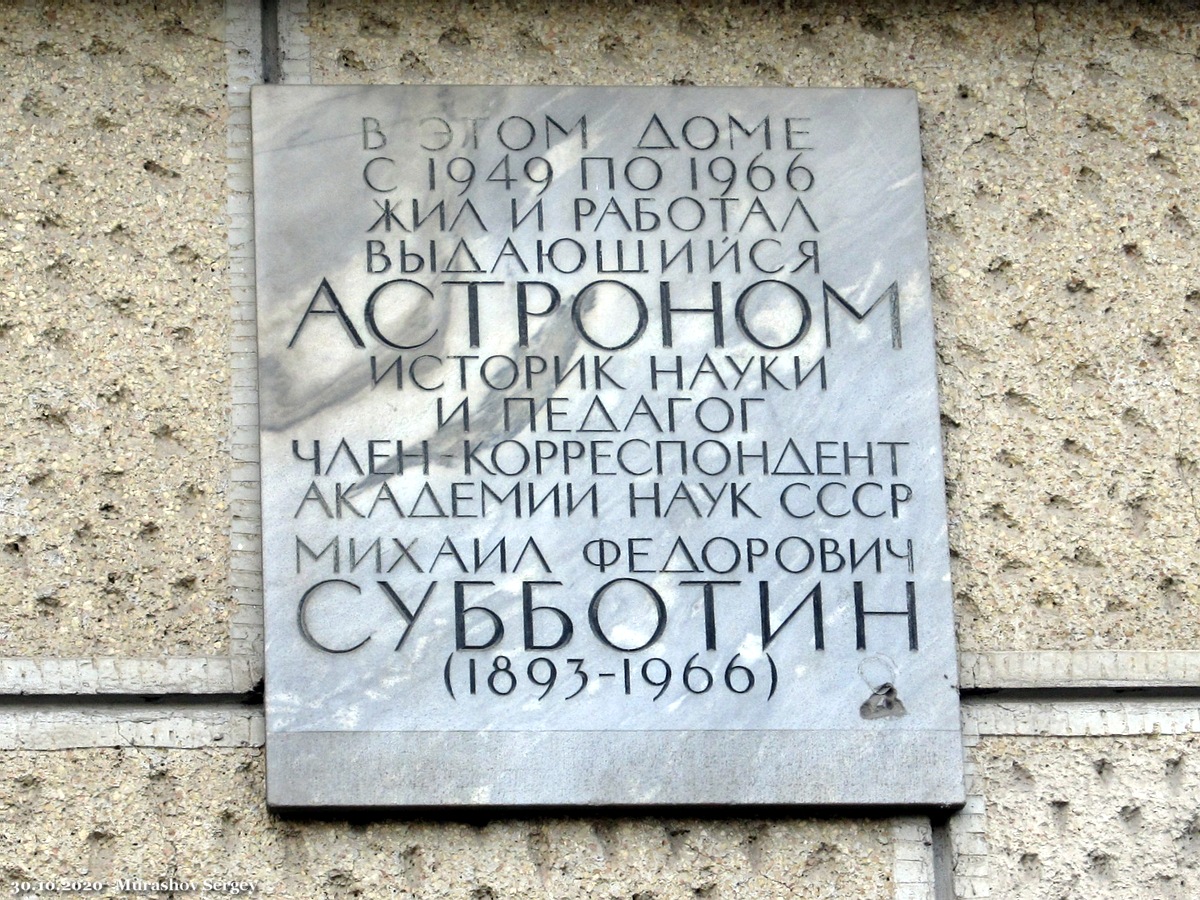 В ЭТОМ ДОМЕ
С 1949 ПО 1966
ЖИЛ И РАБОТАЛ
ВЫДАЮЩИЙСЯ
АСТРОНОМ
ИСТОРИК НАУКИ
И ПЕДАГОГ
ЧЛЕН-КОРРЕСПОНДЕНТ
АКАДЕМИИ НАУК СССР
МИХАИЛ ФЕДОРОВИЧ
СУББОТИН
(1893-1966)
30.10.2020 Murashov Sergey